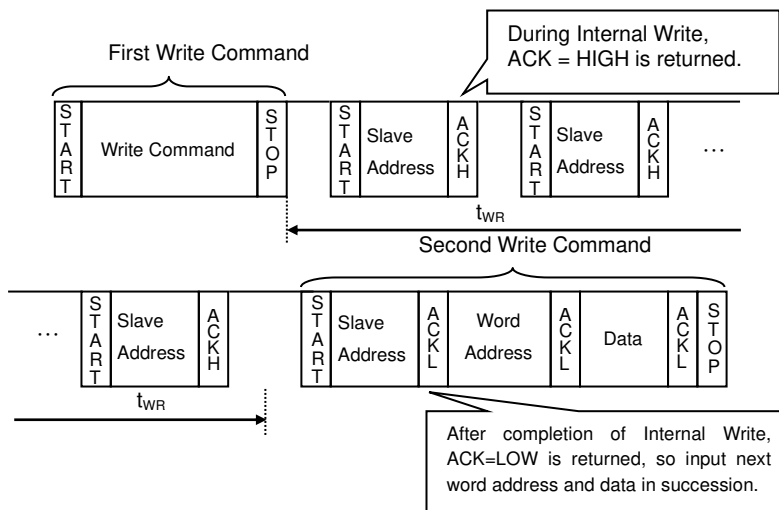 First Write Command
During Internal Write,
ACK = HIGH is returned.
START
Write Command
STOP
START
Slave
Address
ACKH
START
Slave
Address
ACKH
…
tWR
Second Write Command
…
START
Slave
Address
ACKH
START
Slave
Address
ACKL
Word
Address
ACKL
Data
ACKL
STOP
tWR
After completion of Internal Write,
ACK=LOW is returned, so input next
word address and data in succession.